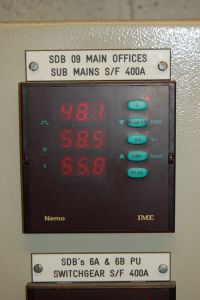 SDB 09 MAIN OFFICES
SUB MAINS S/F 400A
48.1
58.5
55.8
Nemo IME
SDB's 6A & 6B PU
SWITCHGEAR S/F 400A